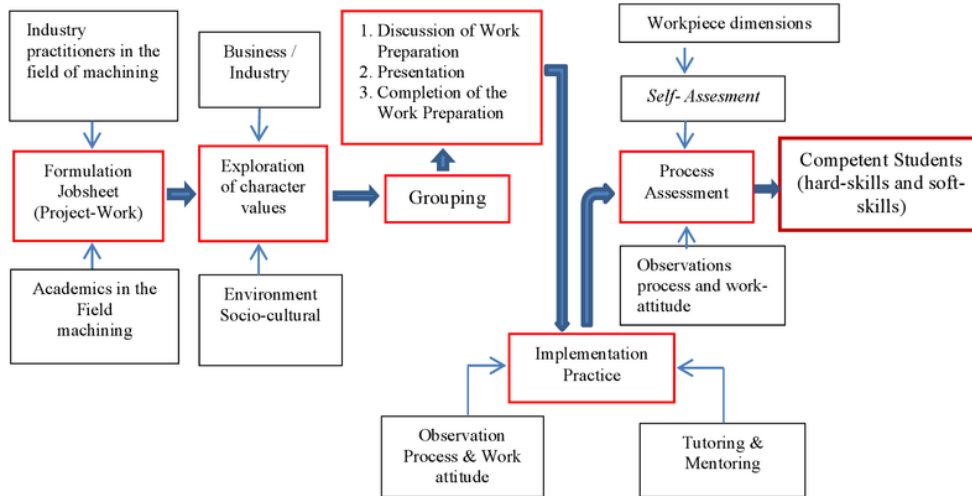 Industry
practitioners in the
field of machining
Business /
Industry
1. Discussion of Work
Preparation
2. Presentation
3. Completion of the
Work Preparation
Workpiece dimensions
Self- Assesment
Formulation
Jobsheet
(Project-Work)
Exploration
of character
values
Grouping
Process
Assessment
Competent Students
(hard-skills and soft-
skills)
Academics in the
Field
machining
Environment
Socio-cultural
Observations
process and work-
attitude
Implementation
Practice
Observation
Process & Work
attitude
Tutoring &
Mentoring